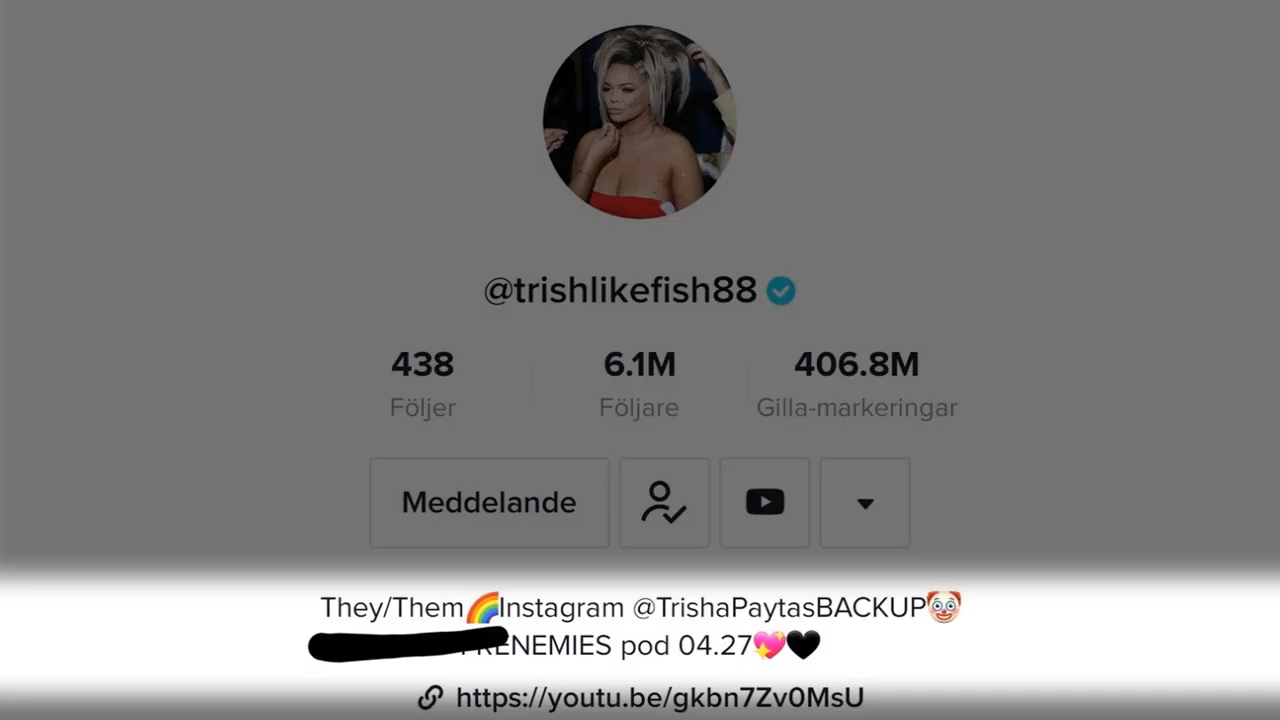 @trishlikefish88
438 6.1M 406.8M
Följer Följare Gilla-markeringar
Meddelande
They/Them🌈Instagram @TrishaPaytasBACKUP🤡
FRENEMIES pod 04.27💖🖤
https://youtu.be/gkbn7Zv0MsU